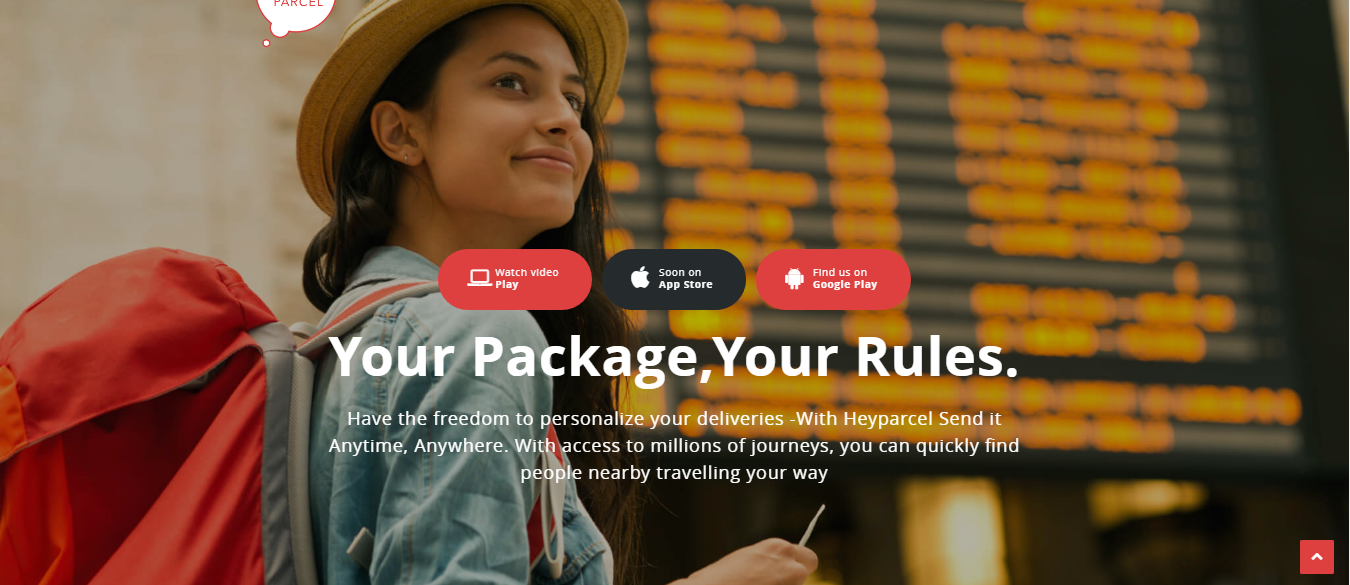 PARCEL
Watch video
Play
Soon on
App Store
Find us on
Google Play
Your Package,Your Rules.
Have the freedom to personalize your deliveries -With Heyparcel Send it
Anytime, Anywhere. With access to millions of journeys, you can quickly find
people nearby travelling your way